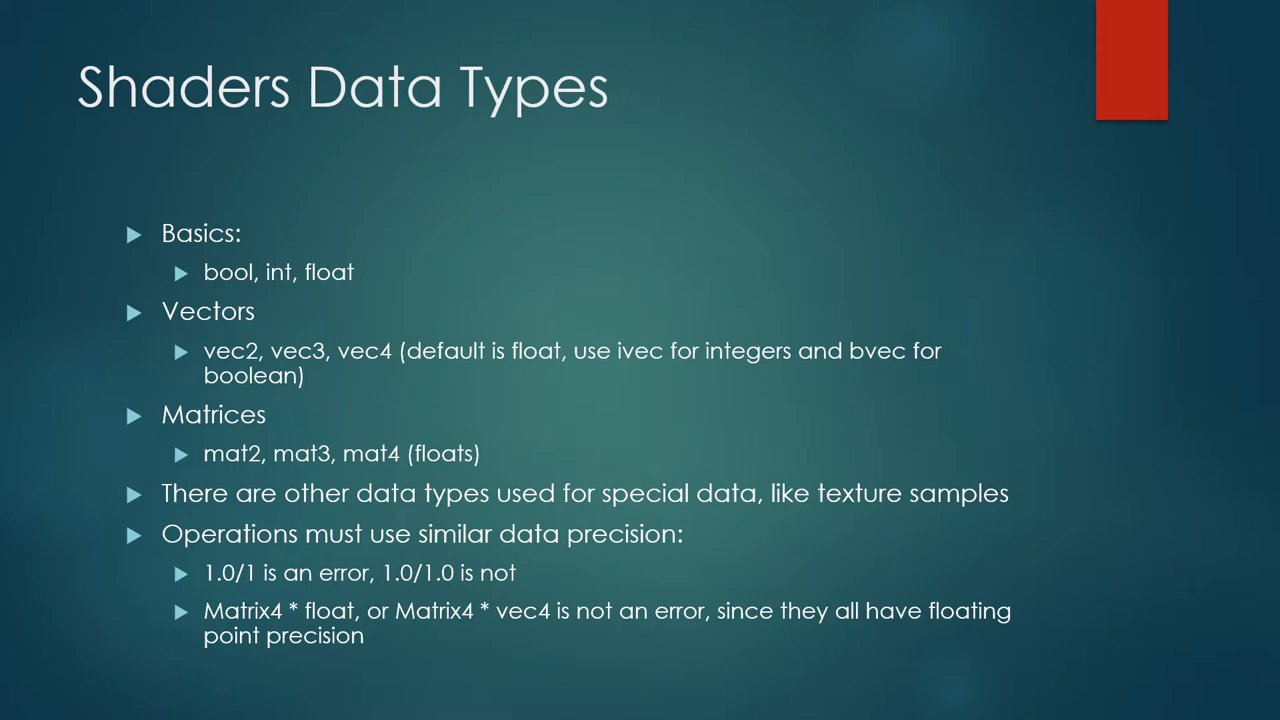 Shaders Data Types
Basics:
bool, int, float
Vectors
vec2, vec3, vec4 (default is float, use ivec for integers and bvec for
boolean)
Matrices
mat2, mat3, mat4 (floats)
There are other data types used for special data, like texture samples
Operations must use similar data precision:
1.0/1 is an error, 1.0/1.0 is not
Matrix4 * float, or Matrix4 * vec4 is not an error, since they all have floating
point precision